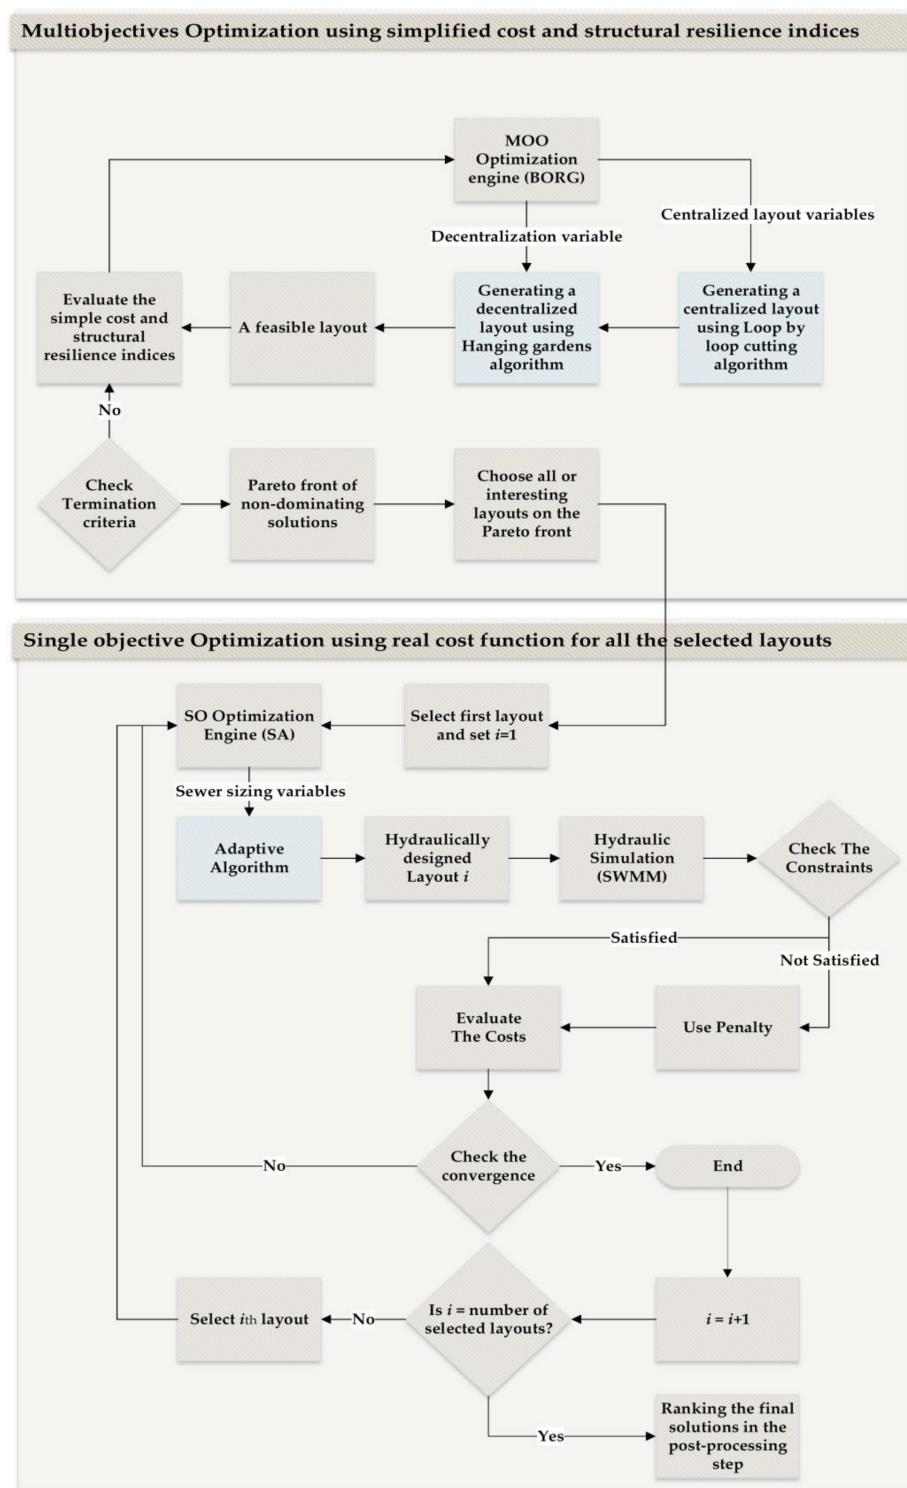 Multiobjectives Optimization using simplified cost and structural resilience indices
MOO
Optimization
engine (BORG)
Centralized layout variables
Decentralization variable
Evaluate the
simple cost and
structural
resilience indices
A feasible layout
Generating a
decentralized
layout using
Hanging gardens
algorithm
Generating a
centralized layout
using Loop by
loop cutting
algorithm
No
Check
Termination
criteria
Pareto front of
non-dominating
solutions
Choose all or
interesting
layouts on the
Pareto front
Single objective Optimization using real cost function for all the selected layouts
SO Optimization
Engine (SA)
Select first layout
and set i=1
Sewer sizing variables
Adaptive
Algorithm
Hydraulically
designed
Layout i
Hydraulic
Simulation
(SWMM)
Check The
Constraints
Satisfied
Not Satisfied
Evaluate
The Costs
Use Penalty
No
Check the
convergence
Yes
End
Select ith layout
No
Is i = number of
selected layouts?
i = i+1
Yes
Ranking the final
solutions in the
post-processing
step